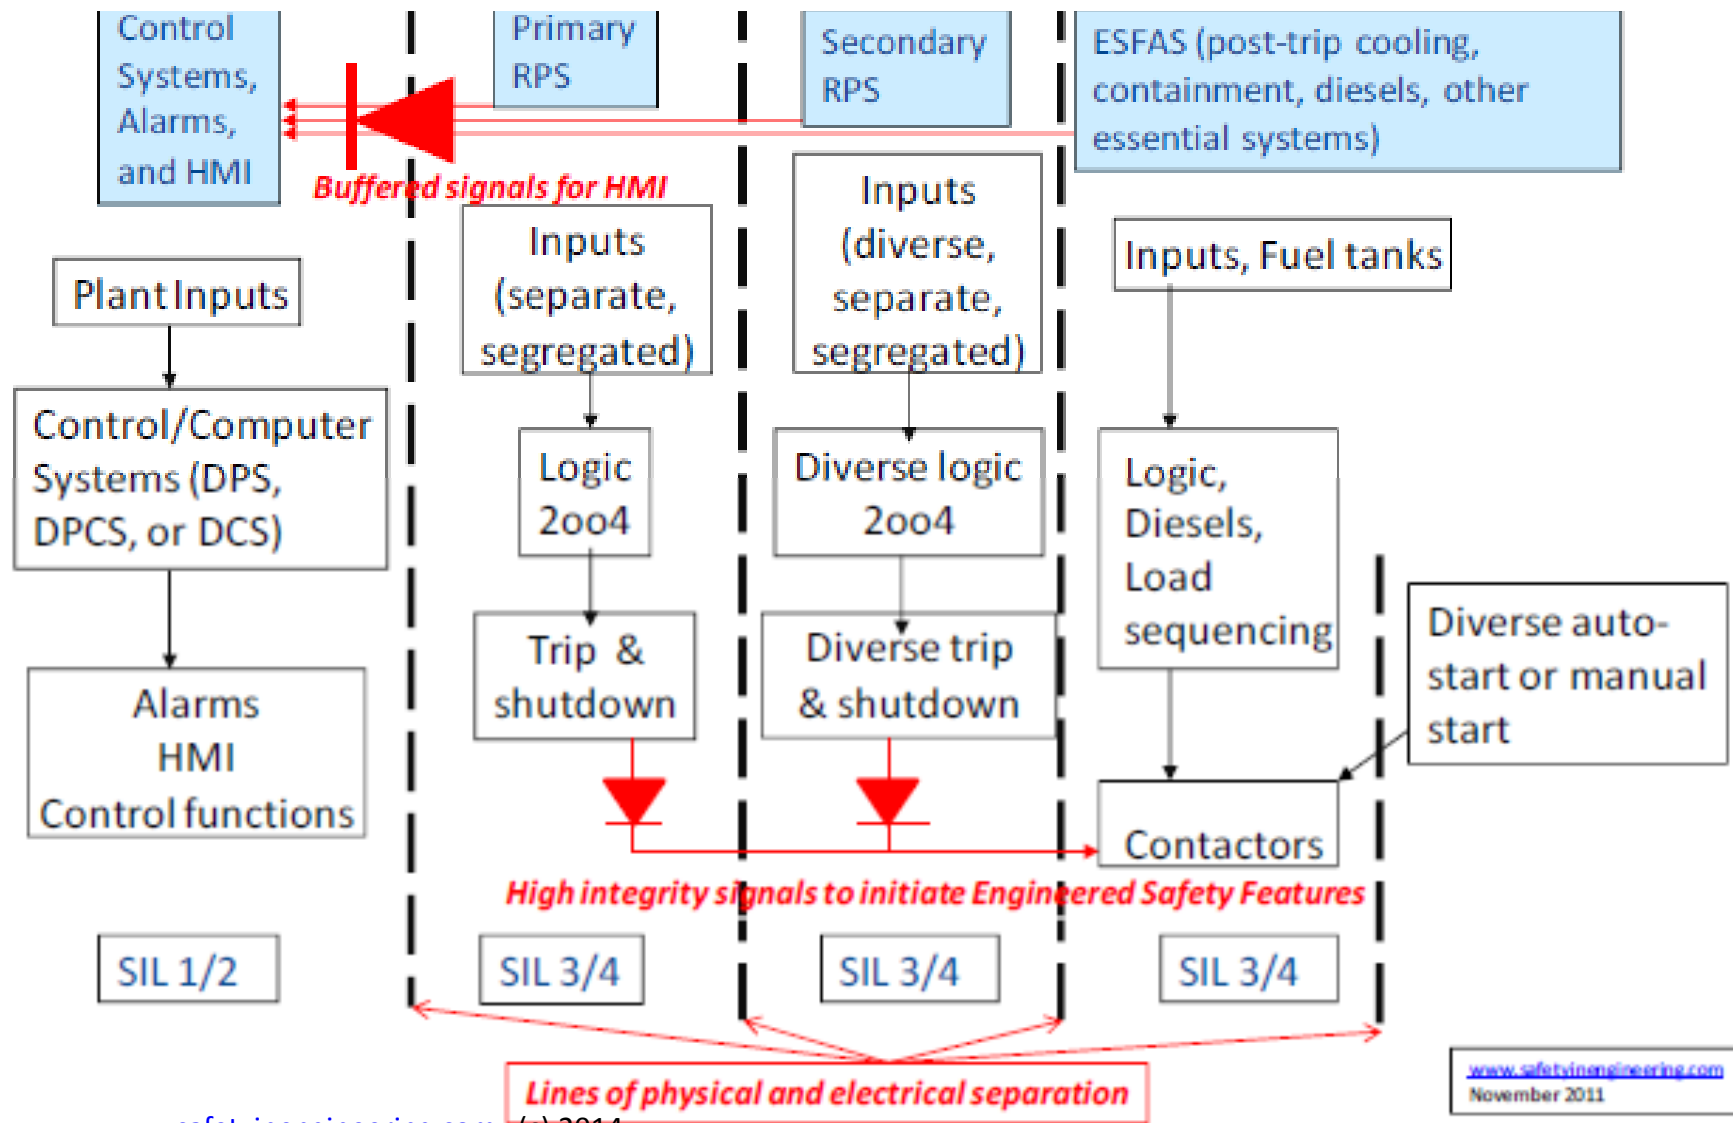 Control
Systems,
Alarms,
and HMI
Primary
RPS
Secondary
RPS
ESFAS (post-trip cooling,
containment, diesels, other
essential systems)
Buffered signals for HMI
Plant Inputs
Inputs
(separate,
segregated)
Inputs
(diverse,
separate,
segregated)
Inputs, Fuel tanks
Control/Computer
Systems (DPS,
DPCS, or DCS)
Logic
2oo4
Diverse logic
2oo4
Logic,
Diesels,
Load
sequencing
Diverse auto-
start or manual
start
Alarms
HMI
Control functions
Trip &
shutdown
Diverse trip
& shutdown
Contactors
High integrity signals to initiate Engineered Safety Features
SIL 1/2
SIL 3/4
SIL 3/4
SIL 3/4
Lines of physical and electrical separation
www.safetyinengineering.com
November 2011
safetyinengineering.com (c) 2014